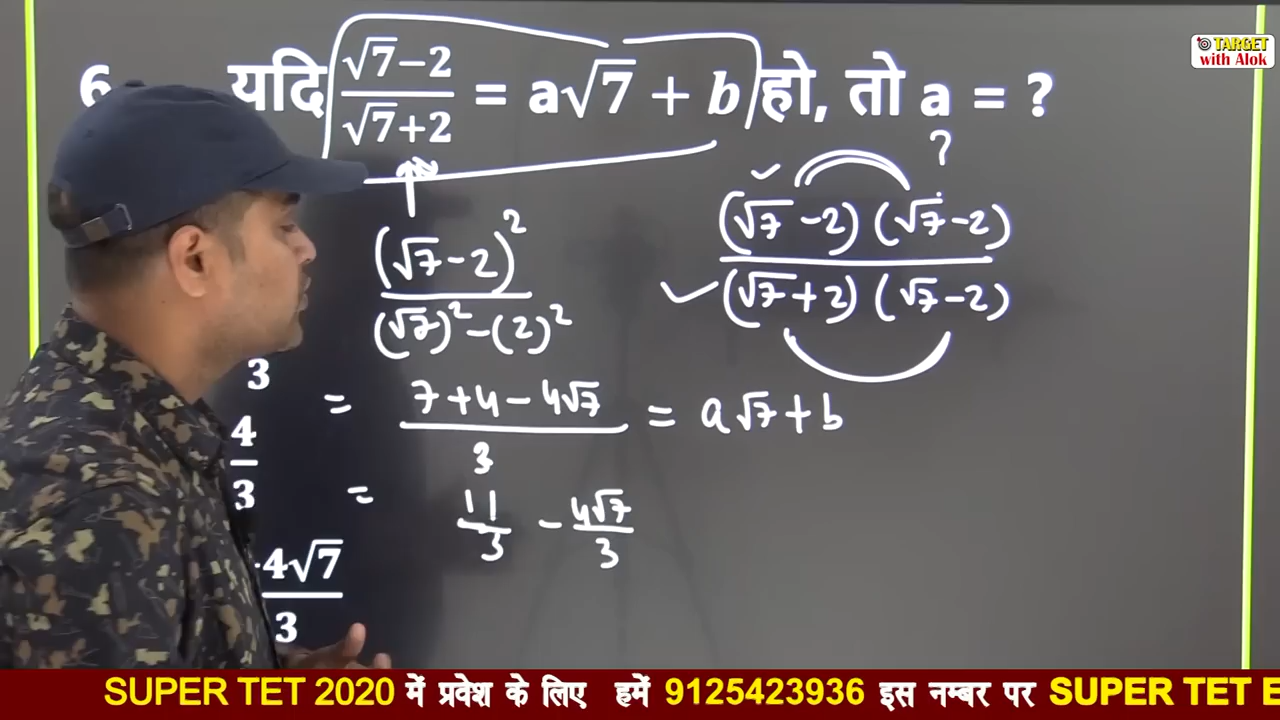 TARGET
with Alok
6 यदि √7−2/√7+2 = a√7 + b हो, तो a = ?
?
(√7-2)²/(√7)²-(2)²
(√7-2)(√7-2)/(√7+2)(√7-2)
3
= 7+4-4√7/3 = a√7+b
4/3
= 11/3 - 4√7/3
-4√7/3
SUPER TET 2020 में प्रवेश के लिए हमें 9125423936 इस नम्बर पर SUPER TET E